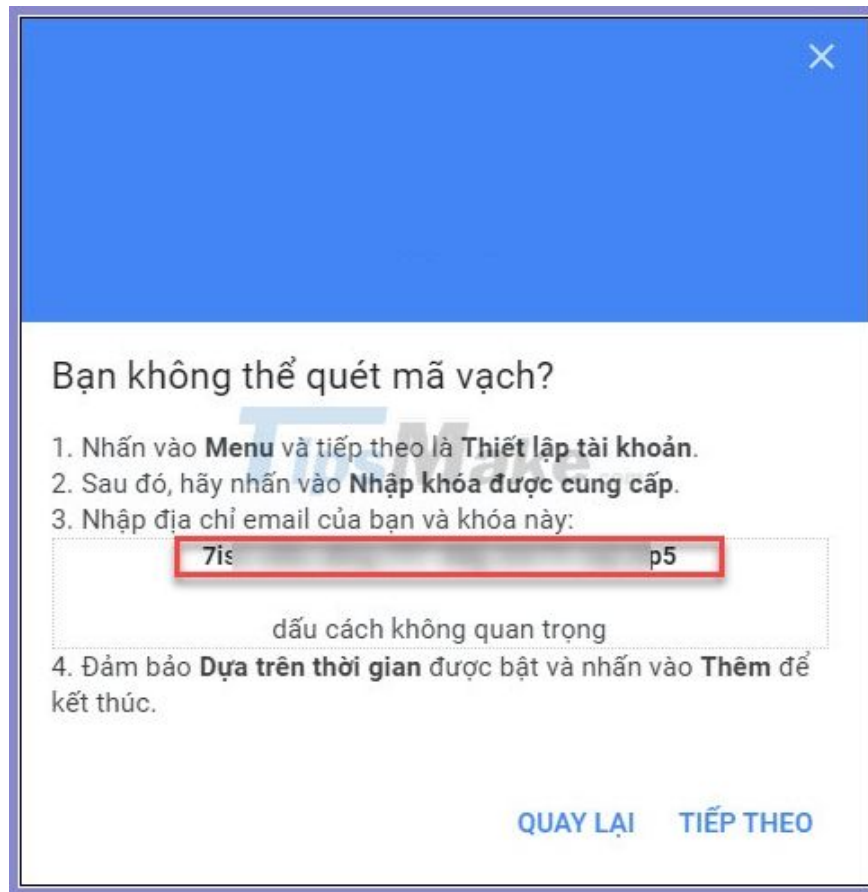 Bạn không thể quét mã vạch?
1. Nhấn vào Menu và tiếp theo là Thiết lập tài khoản.
2. Sau đó, hãy nhấn vào Nhập khóa được cung cấp.
3. Nhập địa chỉ email của bạn và khóa này:
7is p5
dấu cách không quan trọng
4. Đảm bảo Dựa trên thời gian được bật và nhấn vào Thêm để
kết thúc.
TipsMake.com
QUAY LẠI TIẾP THEO